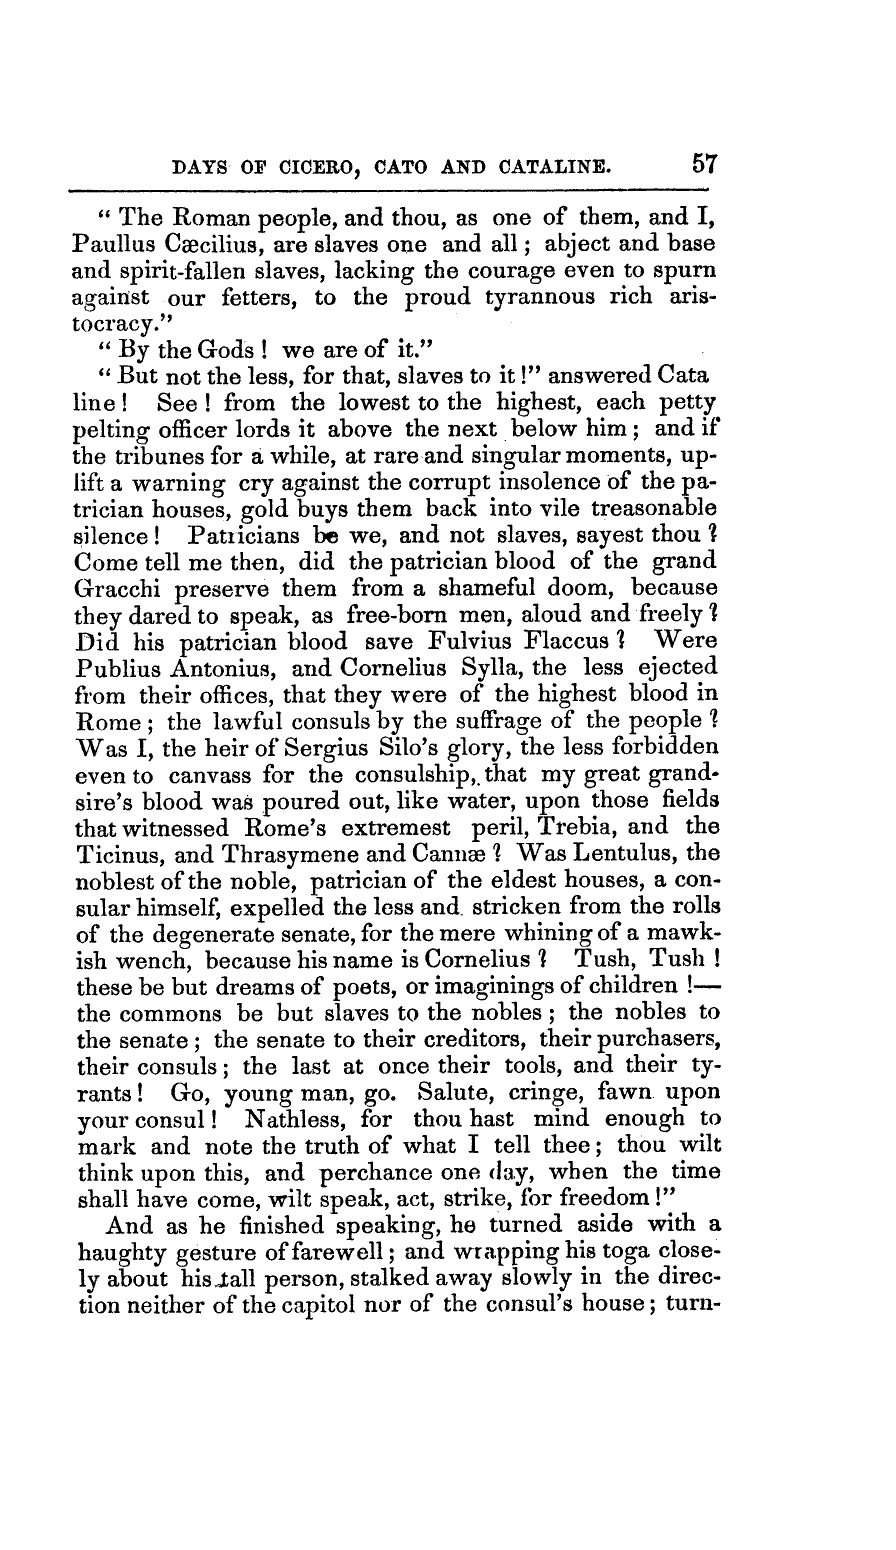 DAYS OF CICERO, CATO AND CATALINE. 57
“ The Roman people, and thou, as one of them, and I,
Paullus Cæcilius, are slaves one and all ; abject and base
and spirit-fallen slaves, lacking the courage even to spurn
against our fetters, to the proud tyrannous rich aris-
tocracy.”
“ By the Gods ! we are of it.”
“ But not the less, for that, slaves to it !” answered Cata
line ! See ! from the lowest to the highest, each petty
pelting officer lords it above the next below him ; and if
the tribunes for a while, at rare and singular moments, up-
lift a warning cry against the corrupt insolence of the pa-
trician houses, gold buys them back into vile treasonable
silence ! Patricians be we, and not slaves, sayest thou ?
Come tell me then, did the patrician blood of the grand
Gracchi preserve them from a shameful doom, because
they dared to speak, as free-born men, aloud and freely ?
Did his patrician blood save Fulvius Flaccus ? Were
Publius Antonius, and Cornelius Sylla, the less ejected
from their offices, that they were of the highest blood in
Rome ; the lawful consuls by the suffrage of the people ?
Was I, the heir of Sergius Silo’s glory, the less forbidden
even to canvass for the consulship, that my great grand-
sire’s blood was poured out, like water, upon those fields
that witnessed Rome’s extremest peril, Trebia, and the
Ticinus, and Thrasymene and Cannæ ? Was Lentulus, the
noblest of the noble, patrician of the eldest houses, a con-
sular himself, expelled the less and stricken from the rolls
of the degenerate senate, for the mere whining of a mawk-
ish wench, because his name is Cornelius ? Tush, Tush !
these be but dreams of poets, or imaginings of children !—
the commons be but slaves to the nobles ; the nobles to
the senate ; the senate to their creditors, their purchasers,
their consuls ; the last at once their tools, and their ty-
rants ! Go, young man, go. Salute, cringe, fawn upon
your consul ! Nathless, for thou hast mind enough to
mark and note the truth of what I tell thee ; thou wilt
think upon this, and perchance one day, when the time
shall have come, wilt speak, act, strike, for freedom !”
And as he finished speaking, he turned aside with a
haughty gesture of farewell ; and wrapping his toga close-
ly about his tall person, stalked away slowly in the direc-
tion neither of the capitol nor of the consul’s house ; turn-